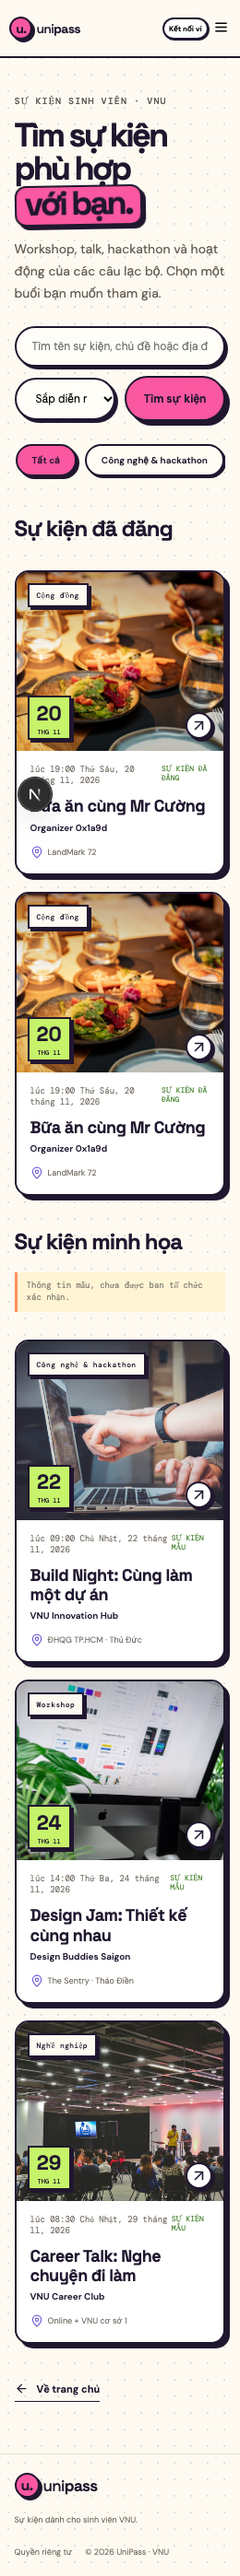 u. unipass
Kết nối ví
SỰ KIỆN SINH VIÊN · VNU
Tìm sự kiện
phù hợp
với bạn.
Workshop, talk, hackathon và hoạt
động của các câu lạc bộ. Chọn một
buổi bạn muốn tham gia.
Tìm tên sự kiện, chủ đề hoặc địa đ
Sắp diễn r
Tìm sự kiện
Tất cả
Công nghệ & hackathon
Sự kiện đã đăng
Cộng đồng
20
THG 11
lúc 19:00 Thứ Sáu, 20
g 11, 2026
SỰ KIỆN ĐÃ
ĐĂNG
N
ữa ăn cùng Mr Cường
Organizer 0x1a9d
LandMark 72
Cộng đồng
20
THG 11
lúc 19:00 Thứ Sáu, 20
tháng 11, 2026
SỰ KIỆN ĐÃ
ĐĂNG
Bữa ăn cùng Mr Cường
Organizer 0x1a9d
LandMark 72
Sự kiện minh họa
Thông tin mẫu, chưa được ban tổ chức
xác nhận.
Công nghệ & hackathon
22
THG 11
lúc 09:00 Chủ Nhật, 22 tháng
11, 2026
SỰ KIỆN
MẪU
Build Night: Cùng làm
một dự án
VNU Innovation Hub
ĐHQG TP.HCM · Thủ Đức
Workshop
24
THG 11
lúc 14:00 Thứ Ba, 24 tháng
11, 2026
SỰ KIỆN
MẪU
Design Jam: Thiết kế
cùng nhau
Design Buddies Saigon
The Sentry · Thảo Điền
Nghề nghiệp
29
THG 11
lúc 08:30 Chủ Nhật, 29 tháng
11, 2026
SỰ KIỆN
MẪU
Career Talk: Nghe
chuyện đi làm
VNU Career Club
Online + VNU cơ sở 1
← Về trang chủ
u. unipass
Sự kiện dành cho sinh viên VNU.
Quyền riêng tư
© 2026 UniPass · VNU